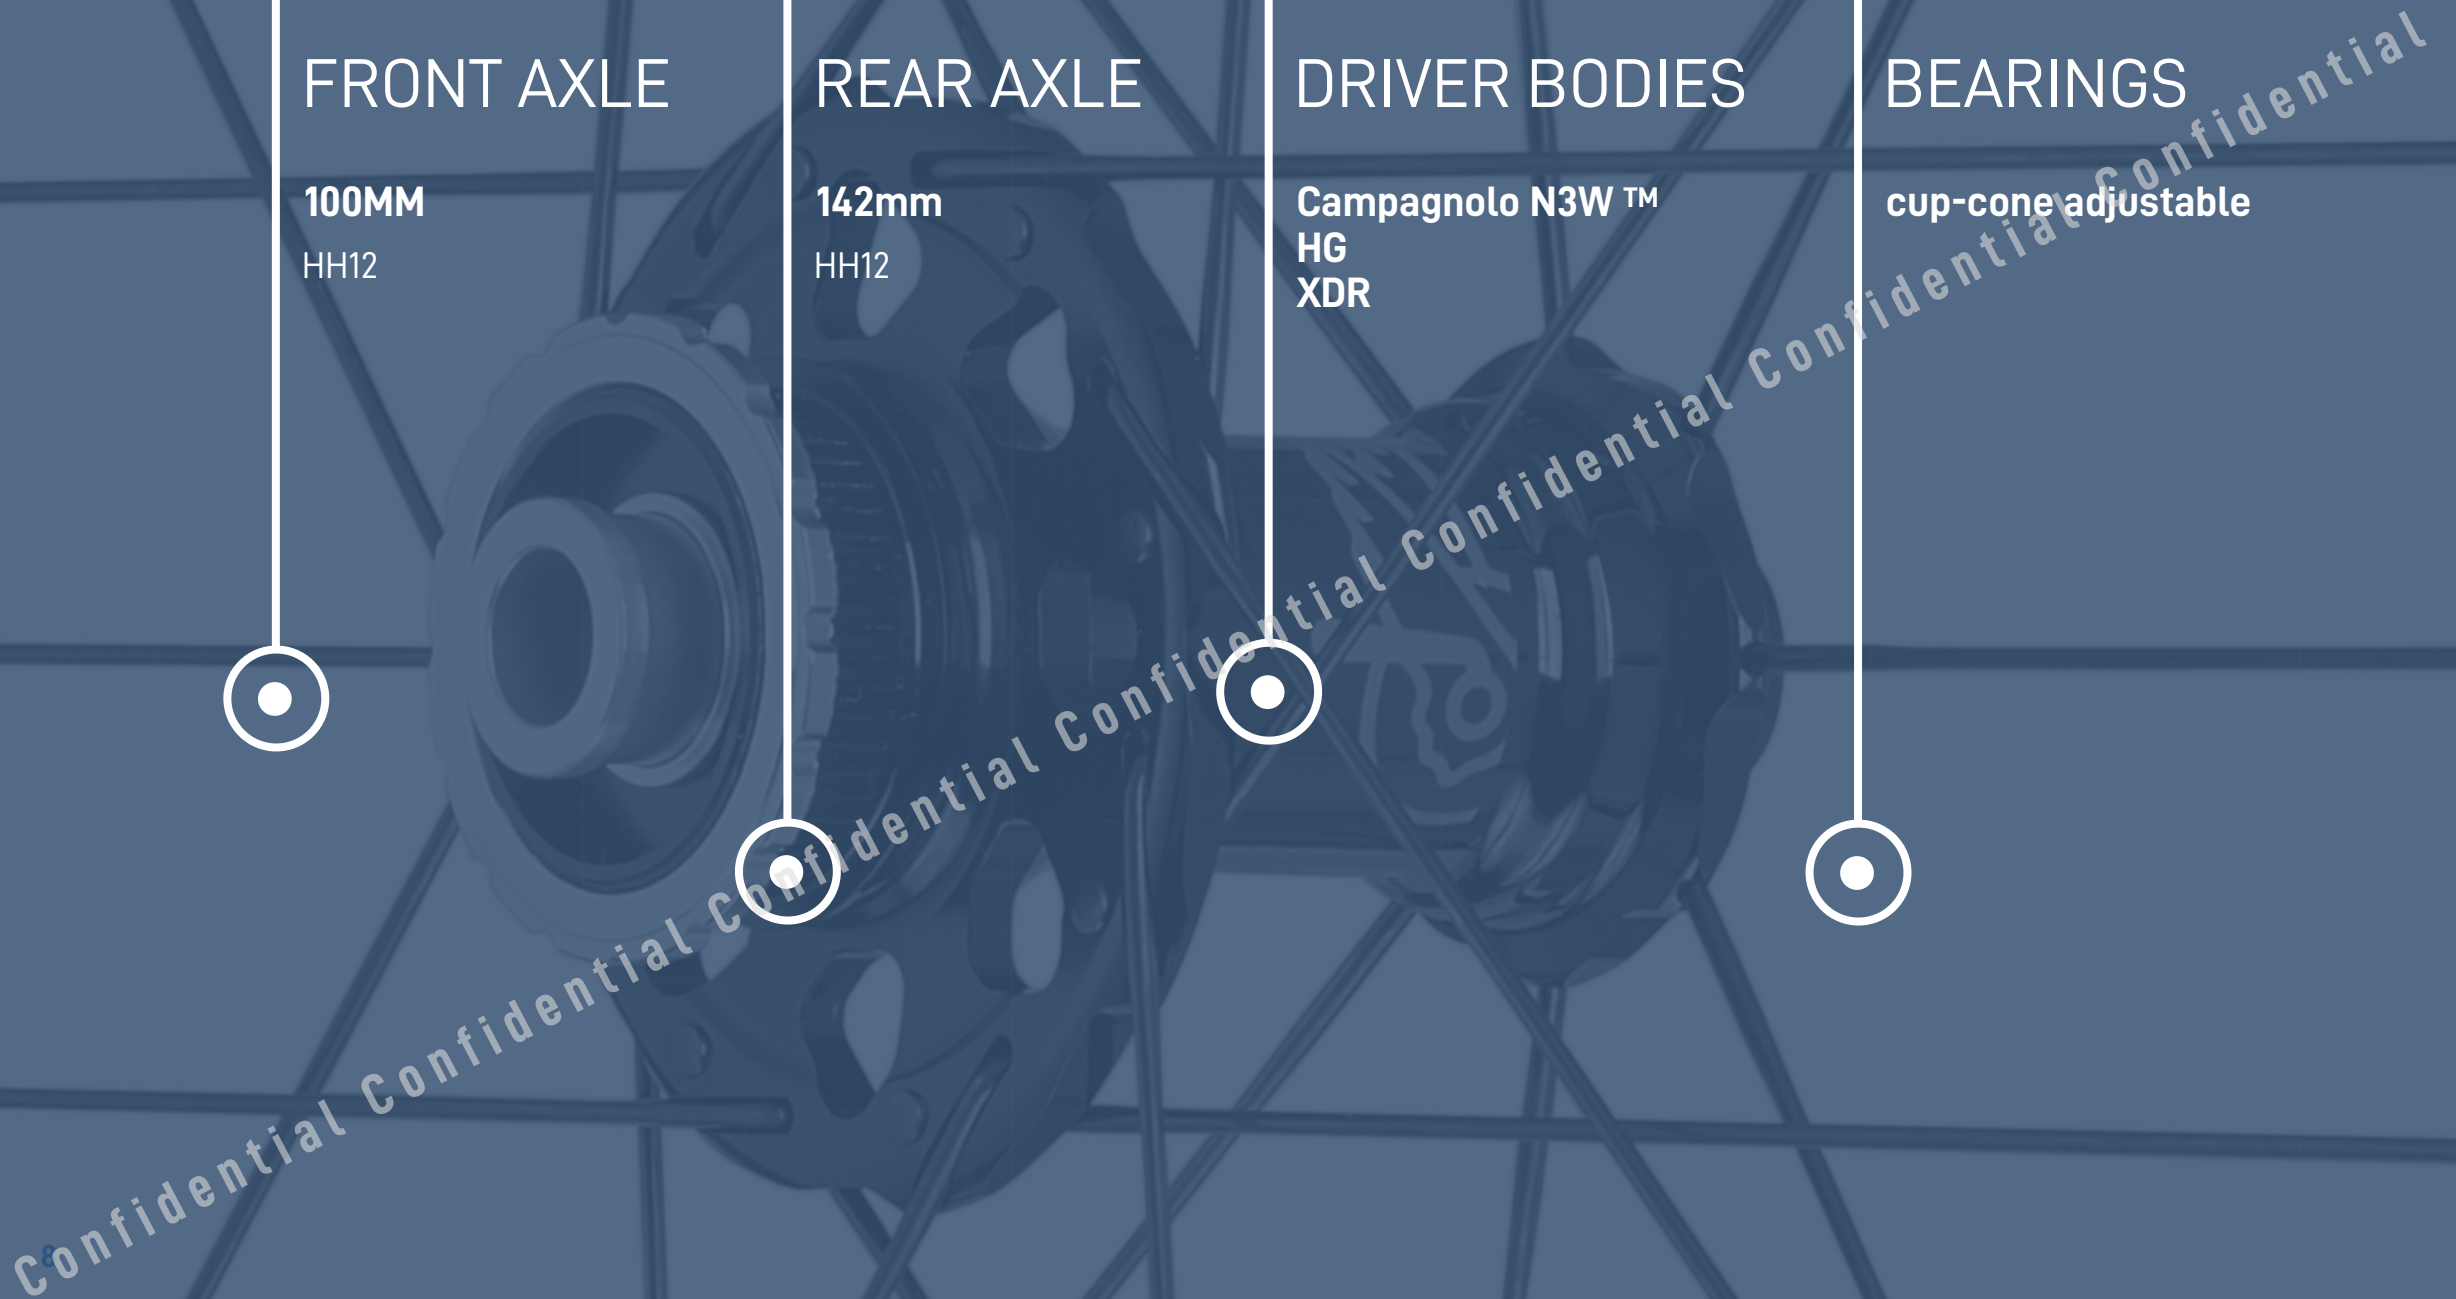 FRONT AXLE
100MM
HH12
REAR AXLE
142mm
HH12
DRIVER BODIES
Campagnolo N3W ™
HG
XDR
BEARINGS
cup-cone adjustable
Confidential Confidential Confidential Confidential Confidential Confidential Confidential
8